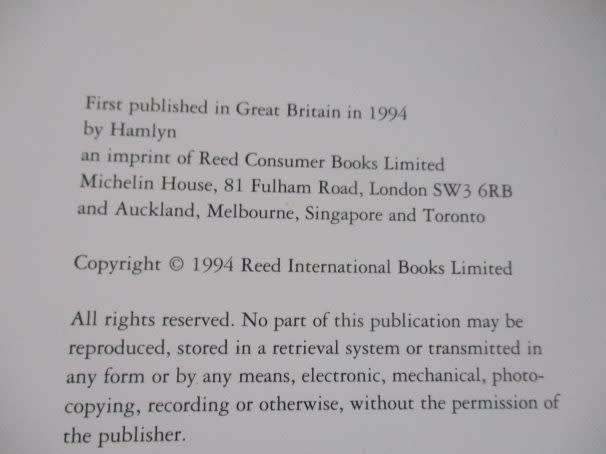 First published in Great Britain in 1994
by Hamlyn
an imprint of Reed Consumer Books Limited
Michelin House, 81 Fulham Road, London SW3 6RB
and Auckland, Melbourne, Singapore and Toronto
Copyright © 1994 Reed International Books Limited
All rights reserved. No part of this publication may be
reproduced, stored in a retrieval system or transmitted in
any form or by any means, electronic, mechanical, photo-
copying, recording or otherwise, without the permission of
the publisher.